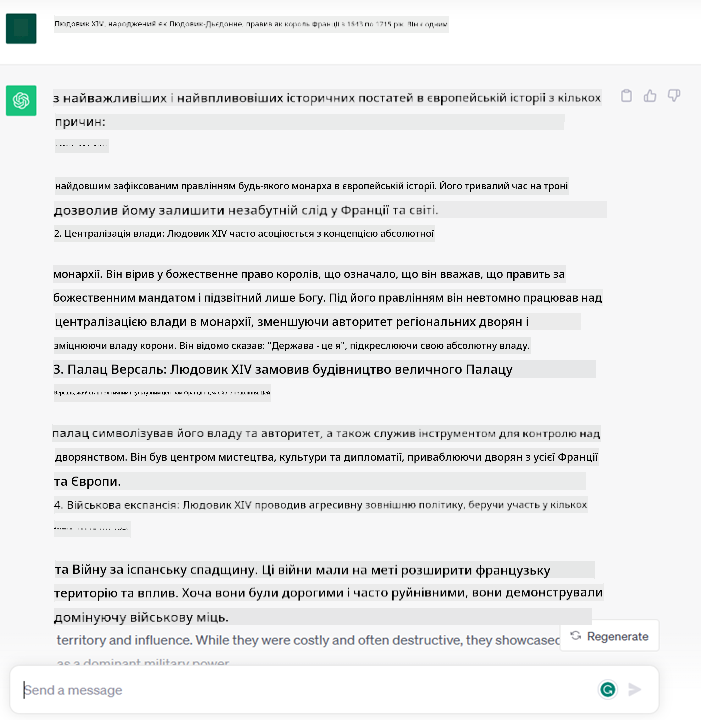 Людовик XIV, народжений як Людовик-Дьєдонне, правив як король Франції з 1643 по 1715 рік. Він є одним
з найважливіших і найвпливовіших історичних постатей в європейській історії з кількох
причин:
найдовшим зафіксованим правлінням будь-якого монарха в європейській історії. Його тривалий час на троні
дозволив йому залишити незабутній слід у Франції та світі.
2. Централізація влади: Людовик XIV часто асоціюється з концепцією абсолютної
монархії. Він вірив у божественне право королів, що означало, що він вважав, що править за
божественним мандатом і підзвітний лише Богу. Під його правлінням він невтомно працював над
централізацією влади в монархії, зменшуючи авторитет регіональних дворян і
зміцнюючи владу корони. Він відомо сказав: "Держава - це я", підкреслюючи свою абсолютну владу.
3. Палац Версаль: Людовик XIV замовив будівництво величного Палацу
палац символізував його владу та авторитет, а також служив інструментом для контролю над
дворянством. Він був центром мистецтва, культури та дипломатії, приваблюючи дворян з усієї Франції
та Європи.
4. Військова експансія: Людовик XIV проводив агресивну зовнішню політику, беручи участь у кількох
та Війну за іспанську спадщину. Ці війни мали на меті розширити французьку
територію та вплив. Хоча вони були дорогими і часто руйнівними, вони демонстрували
домінуючу військову міць.
territory and influence. While they were costly and often destructive, they showcased
Regenerate
as a dominant military power.
Send a message